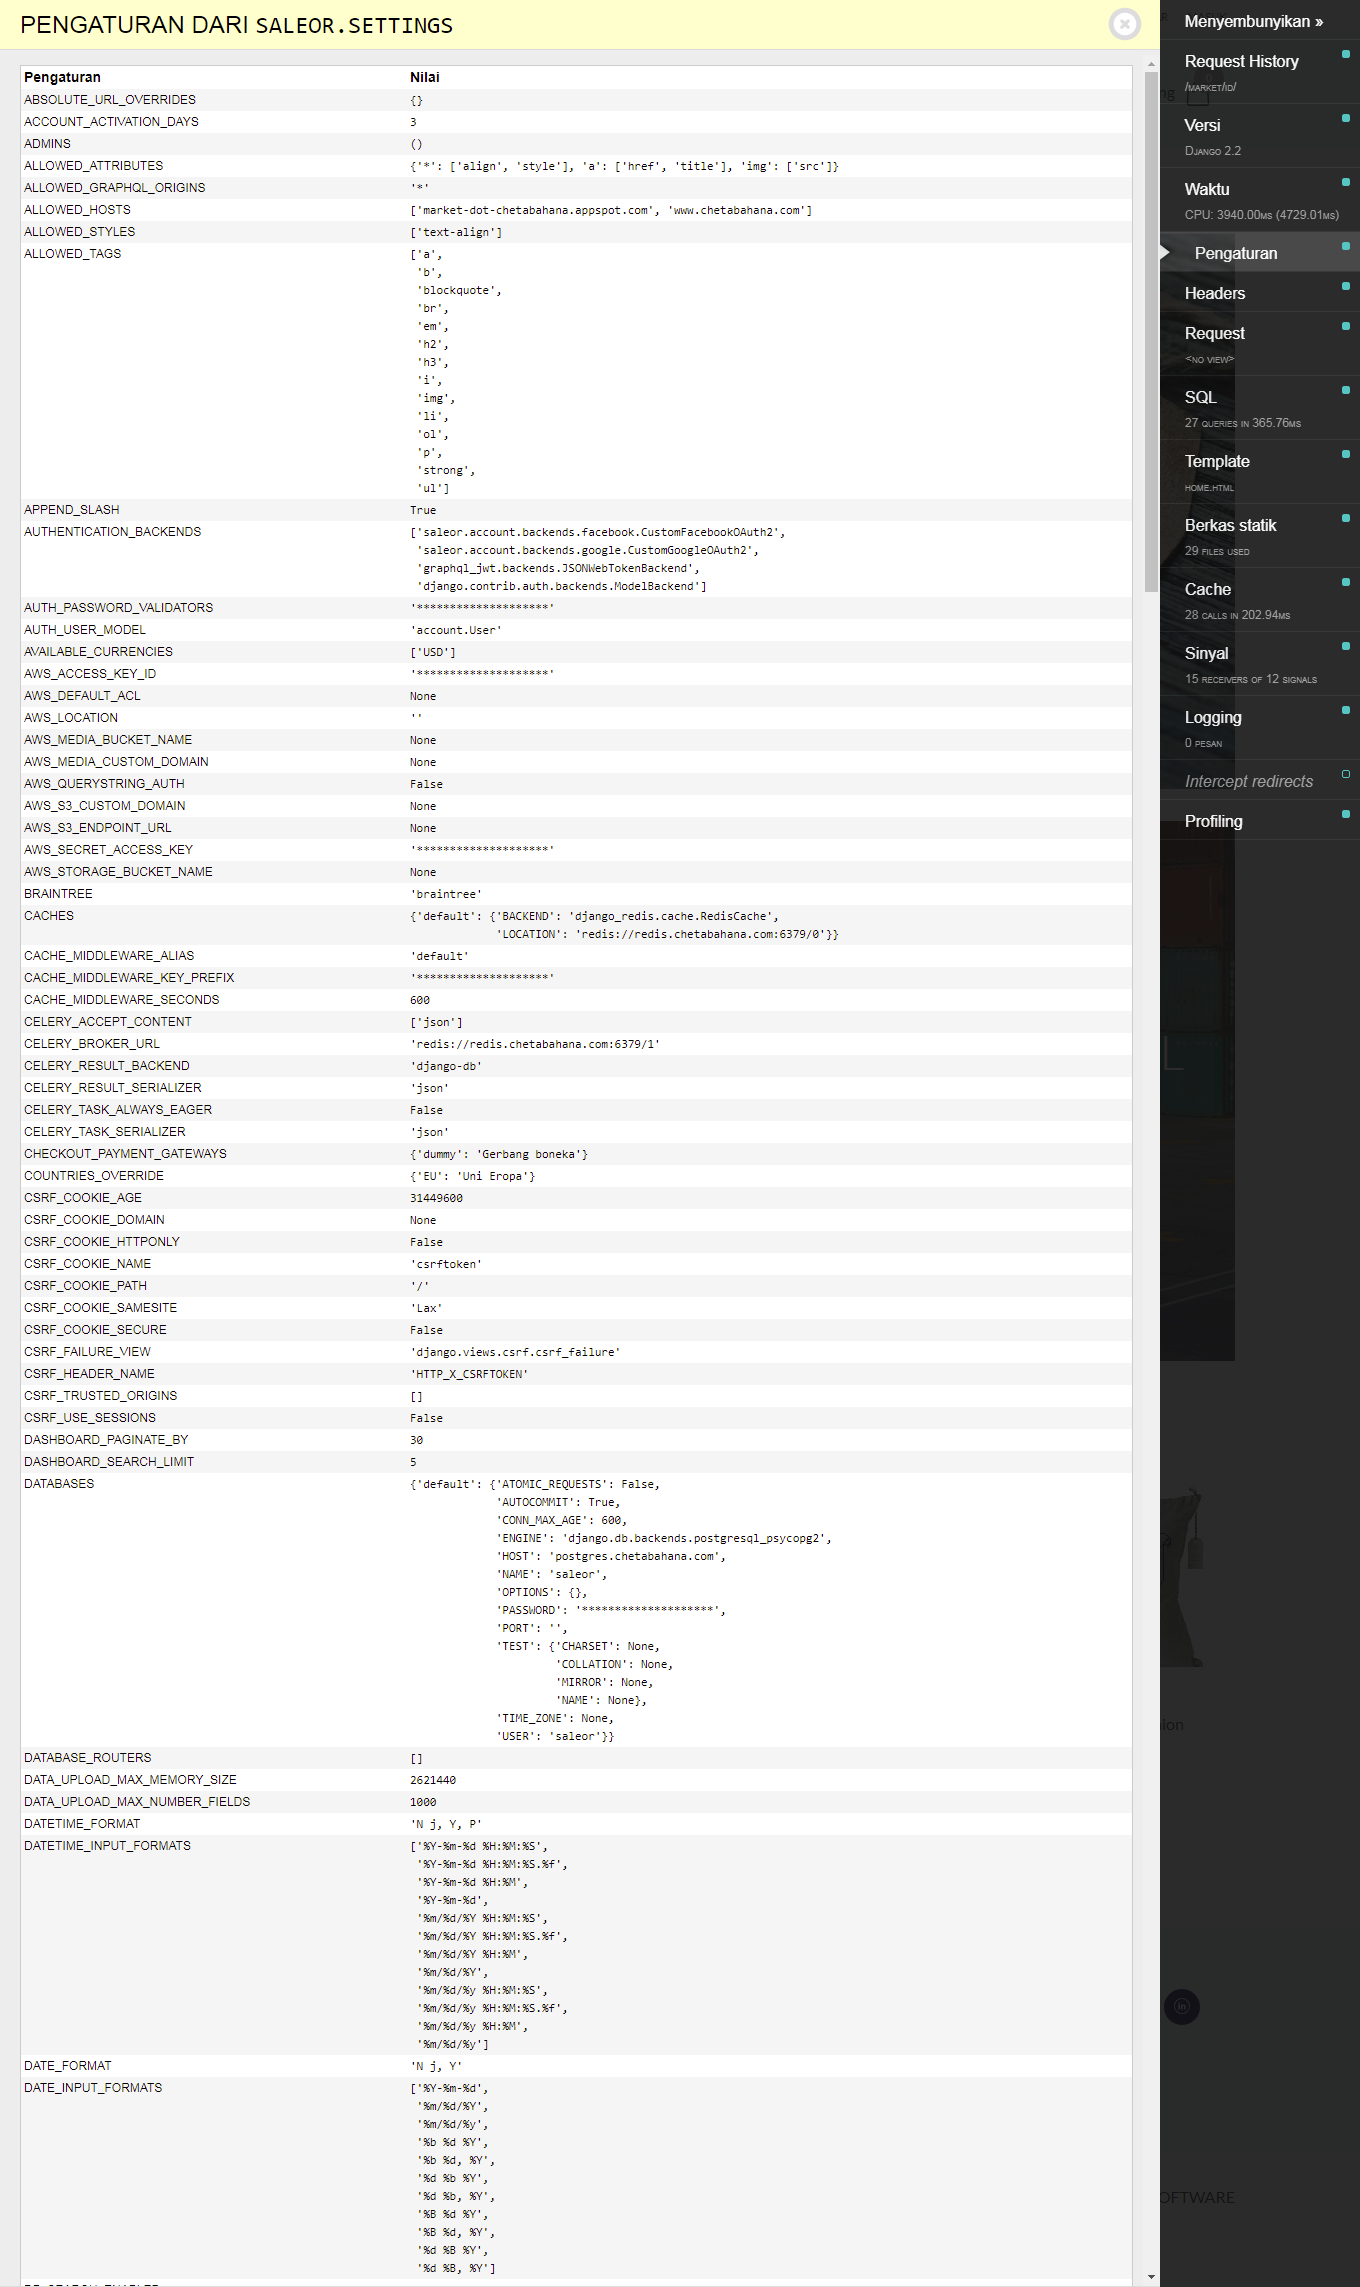 PENGATURAN DARI SALEOR.SETTINGS
Pengaturan Nilai
ABSOLUTE_URL_OVERRIDES {}
ACCOUNT_ACTIVATION_DAYS 3
ADMINS ()
ALLOWED_ATTRIBUTES {'*': ['align', 'style'], 'a': ['href', 'title'], 'img': ['src']}
ALLOWED_GRAPHQL_ORIGINS '*'
ALLOWED_HOSTS ['market-dot-chetabahana.appspot.com', 'www.chetabahana.com']
ALLOWED_STYLES ['text-align']
ALLOWED_TAGS ['a',
'b',
'blockquote',
'br',
'em',
'h2',
'h3',
'i',
'img',
'li',
'ol',
'p',
'strong',
'ul']
APPEND_SLASH True
AUTHENTICATION_BACKENDS ['saleor.account.backends.facebook.CustomFacebookOAuth2',
'saleor.account.backends.google.CustomGoogleOAuth2',
'graphql_jwt.backends.JSONWebTokenBackend',
'django.contrib.auth.backends.ModelBackend']
AUTH_PASSWORD_VALIDATORS '********************'
AUTH_USER_MODEL 'account.User'
AVAILABLE_CURRENCIES ['USD']
AWS_ACCESS_KEY_ID '********************'
AWS_DEFAULT_ACL None
AWS_LOCATION ''
AWS_MEDIA_BUCKET_NAME None
AWS_MEDIA_CUSTOM_DOMAIN None
AWS_QUERYSTRING_AUTH False
AWS_S3_CUSTOM_DOMAIN None
AWS_S3_ENDPOINT_URL None
AWS_SECRET_ACCESS_KEY '********************'
AWS_STORAGE_BUCKET_NAME None
BRAINTREE 'braintree'
CACHES {'default': {'BACKEND': 'django_redis.cache.RedisCache',
'LOCATION': 'redis://redis.chetabahana.com:6379/0'}}
CACHE_MIDDLEWARE_ALIAS 'default'
CACHE_MIDDLEWARE_KEY_PREFIX '********************'
CACHE_MIDDLEWARE_SECONDS 600
CELERY_ACCEPT_CONTENT ['json']
CELERY_BROKER_URL 'redis://redis.chetabahana.com:6379/1'
CELERY_RESULT_BACKEND 'django-db'
CELERY_RESULT_SERIALIZER 'json'
CELERY_TASK_ALWAYS_EAGER False
CELERY_TASK_SERIALIZER 'json'
CHECKOUT_PAYMENT_GATEWAYS {'dummy': 'Gerbang boneka'}
COUNTRIES_OVERRIDE {'EU': 'Uni Eropa'}
CSRF_COOKIE_AGE 31449600
CSRF_COOKIE_DOMAIN None
CSRF_COOKIE_HTTPONLY False
CSRF_COOKIE_NAME 'csrftoken'
CSRF_COOKIE_PATH '/'
CSRF_COOKIE_SAMESITE 'Lax'
CSRF_COOKIE_SECURE False
CSRF_FAILURE_VIEW 'django.views.csrf.csrf_failure'
CSRF_HEADER_NAME 'HTTP_X_CSRFTOKEN'
CSRF_TRUSTED_ORIGINS []
CSRF_USE_SESSIONS False
DASHBOARD_PAGINATE_BY 30
DASHBOARD_SEARCH_LIMIT 5
DATABASES {'default': {'ATOMIC_REQUESTS': False,
'AUTOCOMMIT': True,
'CONN_MAX_AGE': 600,
'ENGINE': 'django.db.backends.postgresql_psycopg2',
'HOST': 'postgres.chetabahana.com',
'NAME': 'saleor',
'OPTIONS': {},
'PASSWORD': '********************',
'PORT': '',
'TEST': {'CHARSET': None,
'COLLATION': None,
'MIRROR': None,
'NAME': None},
'TIME_ZONE': None,
'USER': 'saleor'}}
DATABASE_ROUTERS []
DATA_UPLOAD_MAX_MEMORY_SIZE 2621440
DATA_UPLOAD_MAX_NUMBER_FIELDS 1000
DATETIME_FORMAT 'N j, Y, P'
DATETIME_INPUT_FORMATS ['%Y-%m-%d %H:%M:%S',
'%Y-%m-%d %H:%M:%S.%f',
'%Y-%m-%d %H:%M',
'%Y-%m-%d',
'%m/%d/%Y %H:%M:%S',
'%m/%d/%Y %H:%M:%S.%f',
'%m/%d/%Y %H:%M',
'%m/%d/%Y',
'%m/%d/%y %H:%M:%S',
'%m/%d/%y %H:%M:%S.%f',
'%m/%d/%y %H:%M',
'%m/%d/%y']
DATE_FORMAT 'N j, Y'
DATE_INPUT_FORMATS ['%Y-%m-%d',
'%m/%d/%Y',
'%m/%d/%y',
'%b %d %Y',
'%b %d, %Y',
'%d %b %Y',
'%d %b, %Y',
'%B %d %Y',
'%B %d, %Y',
'%d %B %Y',
'%d %B, %Y']
Menyembunyikan »
Request History
/MARKET/ID/
Versi
DJANGO 2.2
Waktu
CPU: 3940.00MS (4729.01MS)
Pengaturan
Headers
Request
<NO VIEW>
SQL
27 QUERIES IN 365.76MS
Template
HOME.HTML
Berkas statik
29 FILES USED
Cache
28 CALLS IN 202.94MS
Sinyal
15 RECEIVERS OF 12 SIGNALS
Logging
0 PESAN
Intercept redirects
Profiling